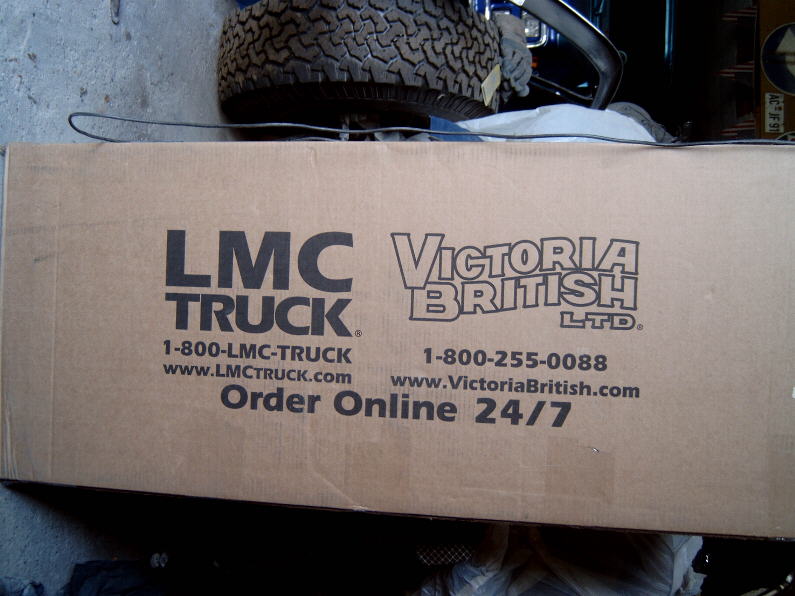 LMC
TRUCK®
1-800-LMC-TRUCK
www.LMCTRUCK.com
VICTORIA
BRITISH
LTD®
1-800-255-0088
www.VictoriaBritish.com
Order Online 24/7